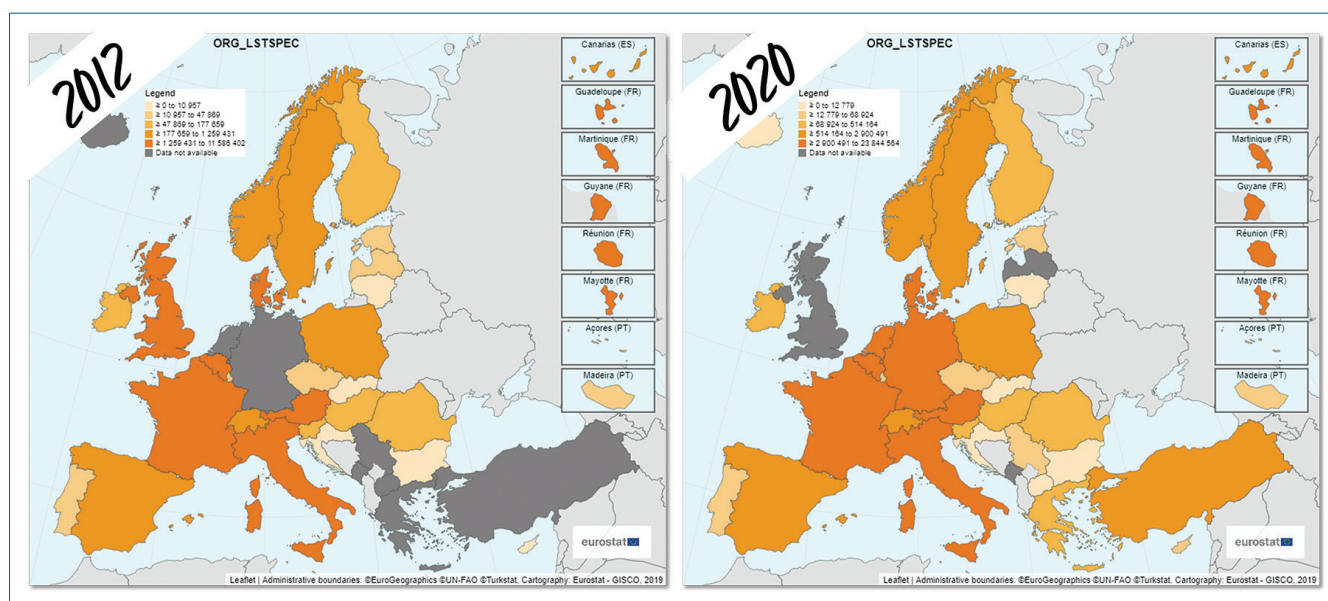 2012
ORG_LSTSPEC
Legend
≥ 0 to 10 957
≥ 10 957 to 47 869
≥ 47 869 to 177 659
≥ 177 659 to 1 259 431
≥ 1 259 431 to 11 586 402
Data not available
Canarias (ES)
Guadeloupe (FR)
Martinique (FR)
Guyane (FR)
Réunion (FR)
Mayotte (FR)
Açores (PT)
Madeira (PT)
eurostat
Leaflet | Administrative boundaries: ©EuroGeographics ©UN-FAO ©Turkstat, Cartography: Eurostat - GISCO, 2019
2020
ORG_LSTSPEC
Legend
≥ 0 to 12 779
≥ 12 779 to 68 924
≥ 68 924 to 514 164
≥ 514 164 to 2 900 491
≥ 2 900 491 to 23 844 564
Data not available
Canarias (ES)
Guadeloupe (FR)
Martinique (FR)
Guyane (FR)
Réunion (FR)
Mayotte (FR)
Açores (PT)
Madeira (PT)
eurostat
Leaflet | Administrative boundaries: ©EuroGeographics ©UN-FAO ©Turkstat, Cartography: Eurostat - GISCO, 2019